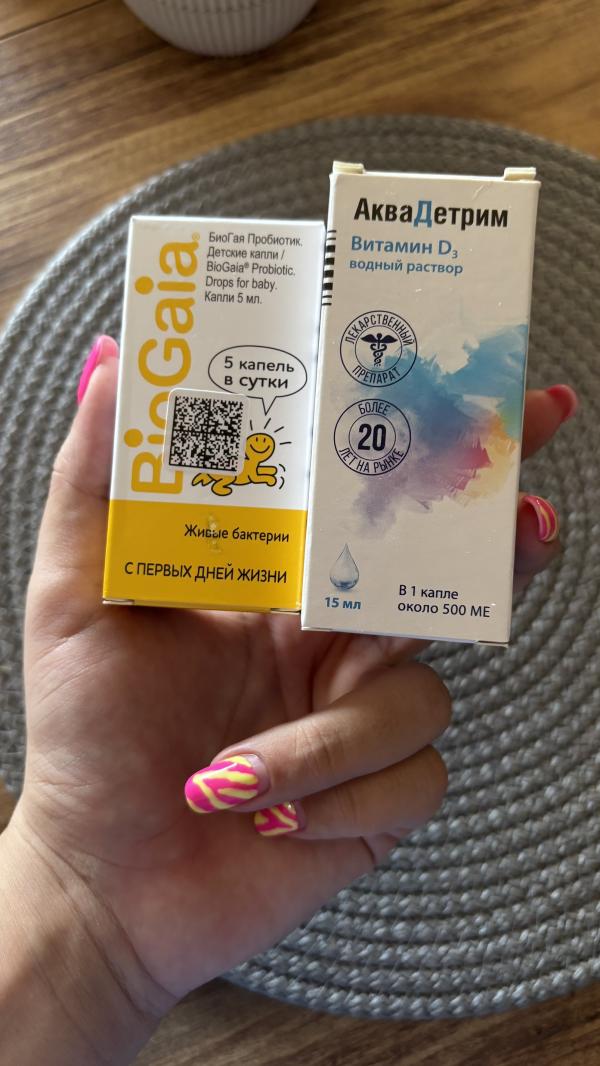 BioGaia®
БиоГая Пробиотик.
Детские капли /
BioGaia® Probiotic.
Drops for baby.
Капли 5 мл.
5 капель
в сутки
Живые бактерии
С ПЕРВЫХ ДНЕЙ ЖИЗНИ
АкваДетрим
Витамин D₃
водный раствор
ЛЕКАРСТВЕННЫЙ
ПРЕПАРАТ
БОЛЕЕ
20
ЛЕТ НА РЫНКЕ
15 мл
В 1 капле
около 500 МЕ